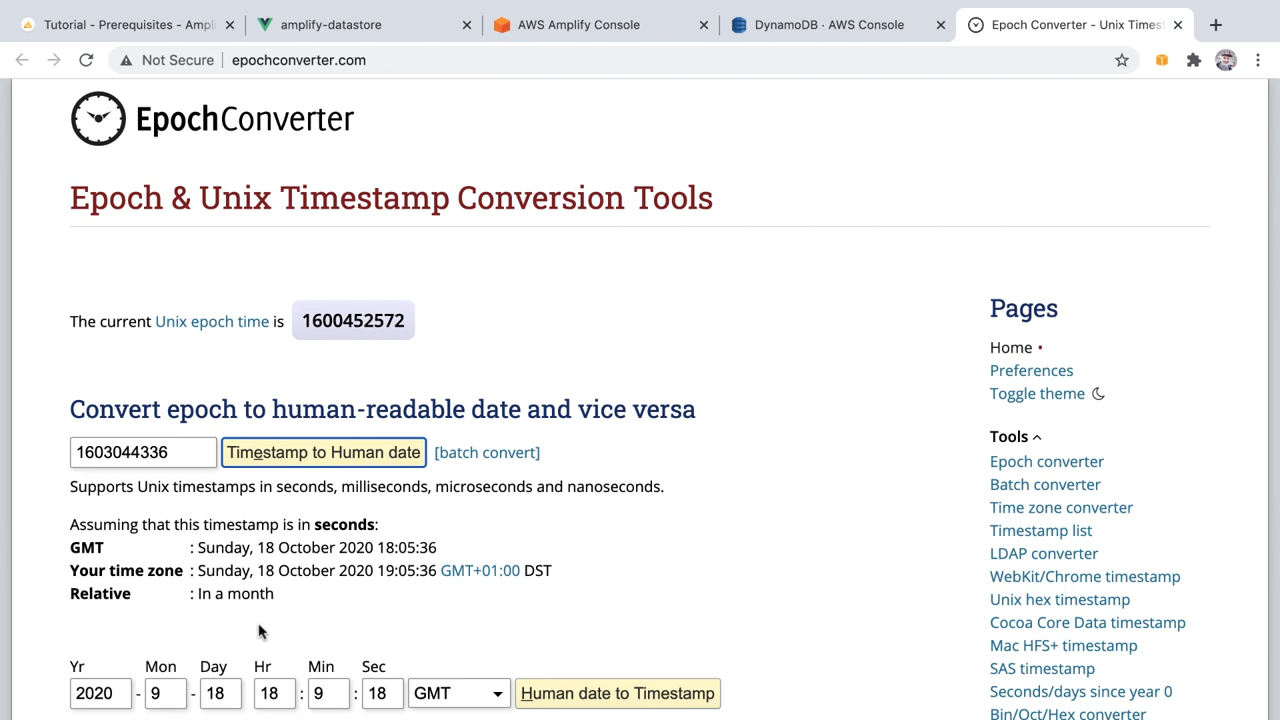 Tutorial - Prerequisites - Ampli
amplify-datastore
AWS Amplify Console
DynamoDB · AWS Console
Epoch Converter - Unix Times
Not Secure
epochconverter.com
EpochConverter
Epoch & Unix Timestamp Conversion Tools
The current Unix epoch time is 1600452572
Convert epoch to human-readable date and vice versa
1603044336 Timestamp to Human date [batch convert]
Supports Unix timestamps in seconds, milliseconds, microseconds and nanoseconds.
Assuming that this timestamp is in seconds:
GMT : Sunday, 18 October 2020 18:05:36
Your time zone : Sunday, 18 October 2020 19:05:36 GMT+01:00 DST
Relative : In a month
Yr Mon Day Hr Min Sec
2020 - 9 - 18 18 : 9 : 18 GMT Human date to Timestamp
Pages
Home •
Preferences
Toggle theme
Tools
Epoch converter
Batch converter
Time zone converter
Timestamp list
LDAP converter
WebKit/Chrome timestamp
Unix hex timestamp
Cocoa Core Data timestamp
Mac HFS+ timestamp
SAS timestamp
Seconds/days since year 0
Bin/Oct/Hex converter